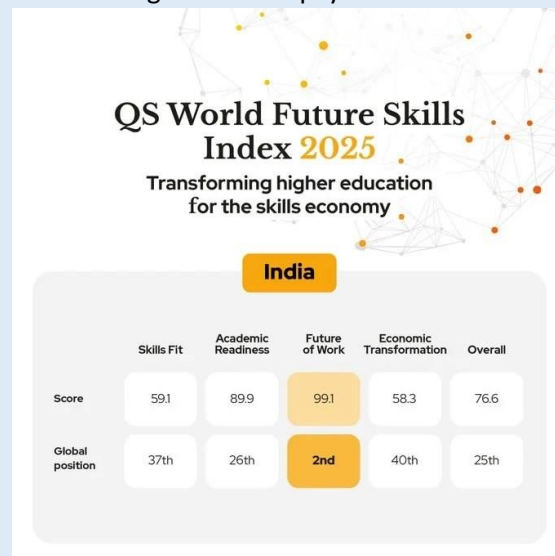 QS World Future Skills
Index 2025
Transforming higher education
for the skills economy
India
Skills Fit
Academic
Readiness
Future
of Work
Economic
Transformation
Overall
Score
59.1
89.9
99.1
58.3
76.6
Global
position
37th
26th
2nd
40th
25th